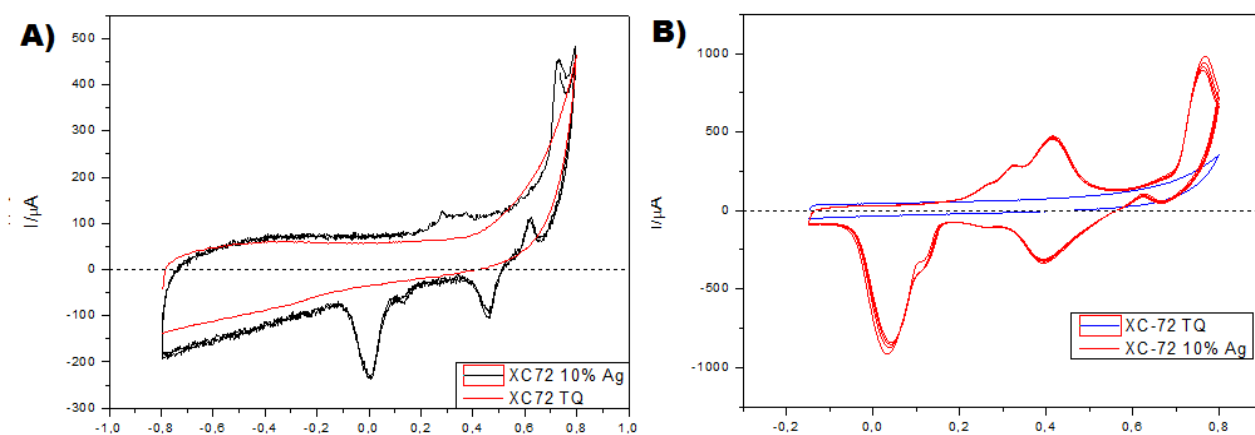 A)
500
400
300
200
100
0
-100
-200
-300
I/µA
-1,0 -0,8 -0,6 -0,4 -0,2 0,0 0,2 0,4 0,6 0,8 1,0
XC72 10% Ag
XC72 TQ
B)
1000
500
0
-500
-1000
I/µA
-0,2 0,0 0,2 0,4 0,6 0,8
XC-72 TQ
XC-72 10% Ag